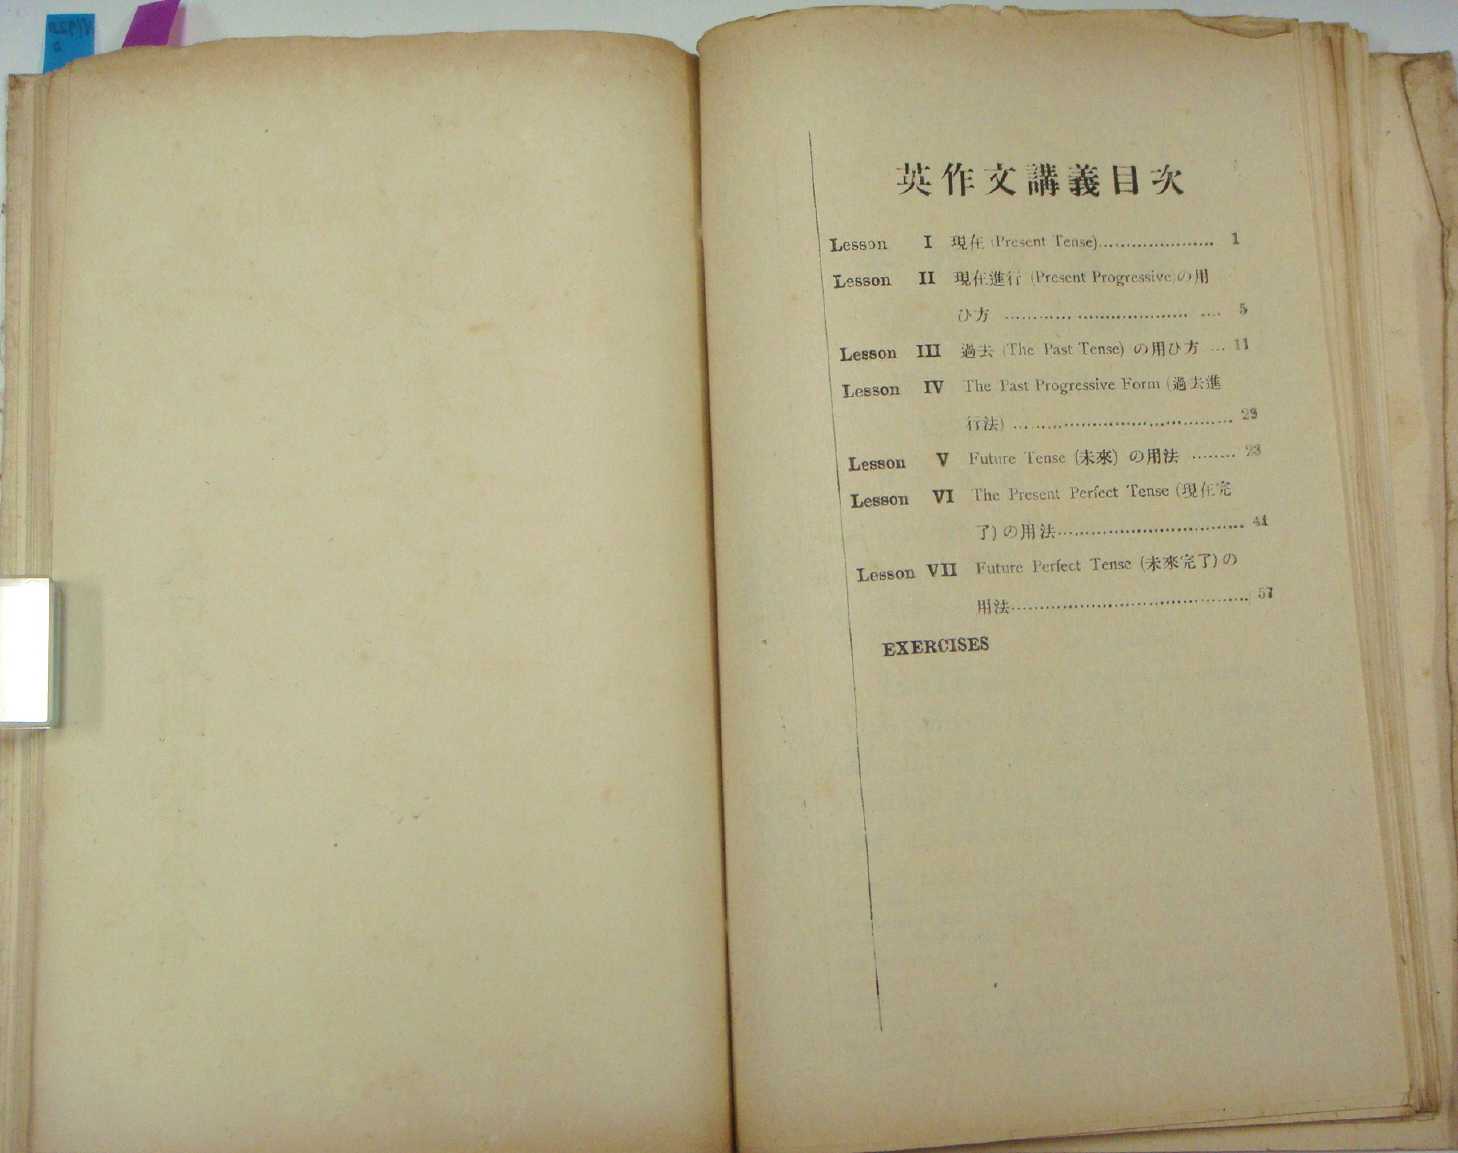 英作文講義目次
Lesson I 現在 (Present Tense)..................... 1
Lesson II 現在進行 (Present Progressive)の用
ひ方 .................................... 5
Lesson III 過去 (The Past Tense) の用ひ方 ... 11
Lesson IV The Past Progressive Form (過去進
行法) ........................................
Lesson V Future Tense (未來) の用法 ........
Lesson VI The Present Perfect Tense (現在完
了) の用法.................................. 41
Lesson VII Future Perfect Tense (未來完了) の
用法........................................... 57
EXERCISES